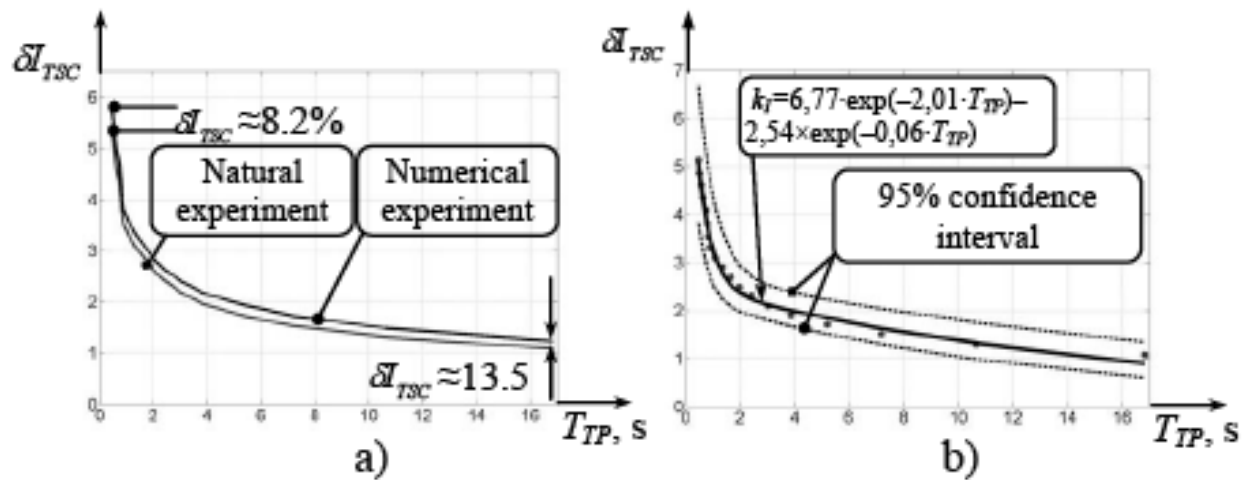 δI_TSC
6
5
4
3
2
1
0
0 2 4 6 8 10 12 14 16
δI_TSC ≈8.2%
Natural
experiment
Numerical
experiment
δI_TSC ≈13.5
T_TP, s
a)
δI_TSC
7
6
5
4
3
2
1
0
0 2 4 6 8 10 12 14 16
k_I=6,77·exp(–2,01·T_TP)–
2,54×exp(–0,06·T_TP)
95% confidence
interval
T_TP, s
b)